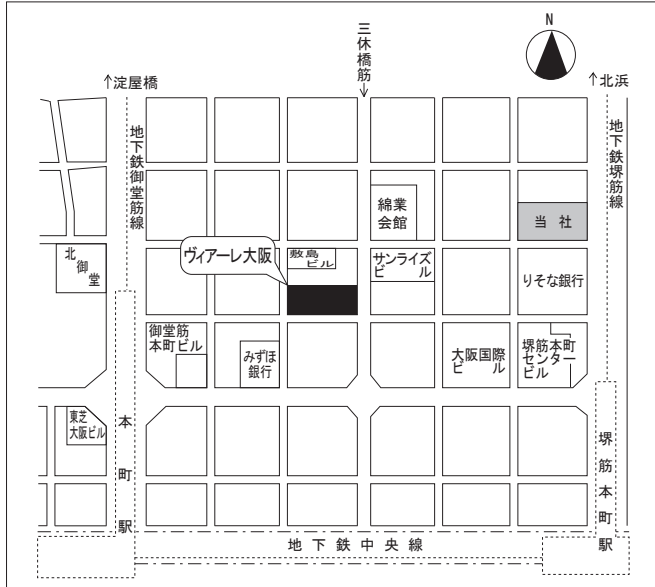 三休橋筋↓
N
↑淀屋橋
↑北浜
地下鉄御堂筋線
地下鉄堺筋線
綿業
会館
当社
北御堂
ヴィアーレ大阪
敷島
ビル
サンライズ
ビル
りそな銀行
御堂筋
本町ビル
みずほ
銀行
大阪国際
ビル
堺筋本町
センター
ビル
東芝
大阪ビル
本町駅
堺筋本町駅
地下鉄中央線